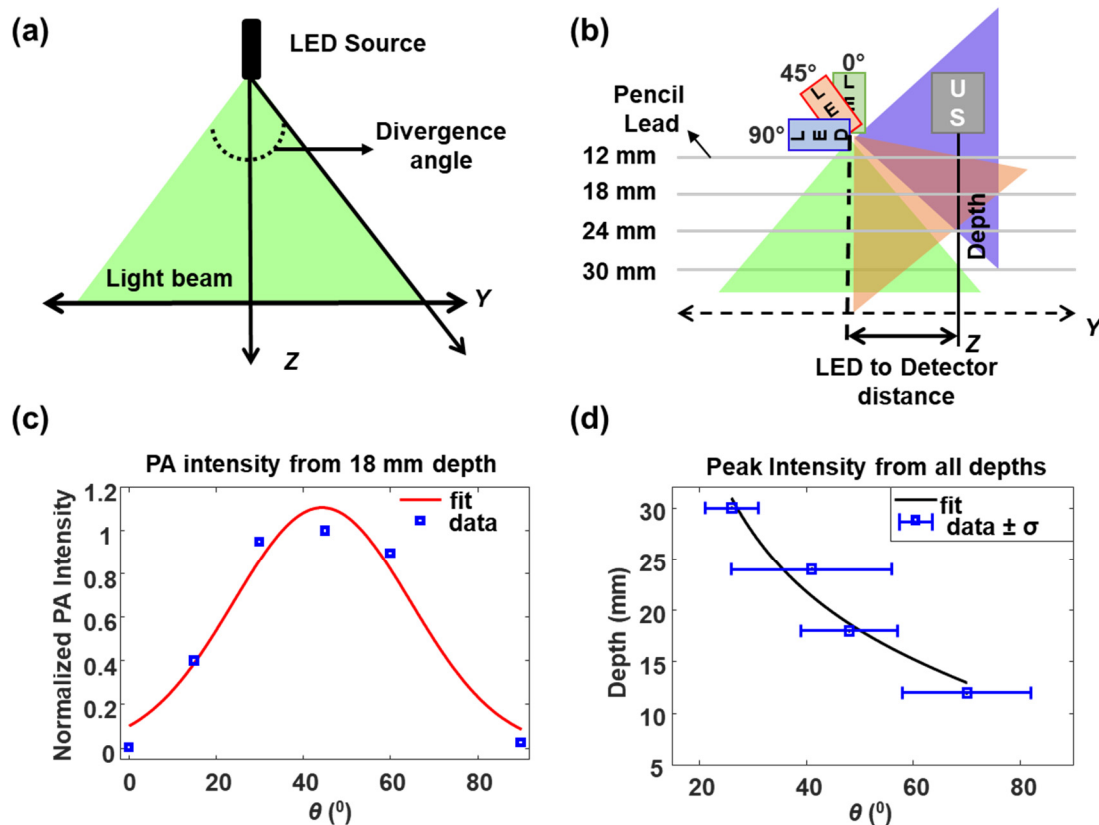 (a)
LED Source
Divergence
angle
Light beam
Y
Z
(b)
0°
45°
90°
LED
LED
LED
US
Pencil
Lead
12 mm
18 mm
24 mm
30 mm
Depth
Y
Z
LED to Detector
distance
(c)
PA intensity from 18 mm depth
Normalized PA Intensity
1.2
1
0.8
0.6
0.4
0.2
0
fit
data
0 20 40 60 80
θ (⁰)
(d)
Peak Intensity from all depths
Depth (mm)
30
25
20
15
10
5
fit
data ± σ
20 40 60 80
θ (⁰)